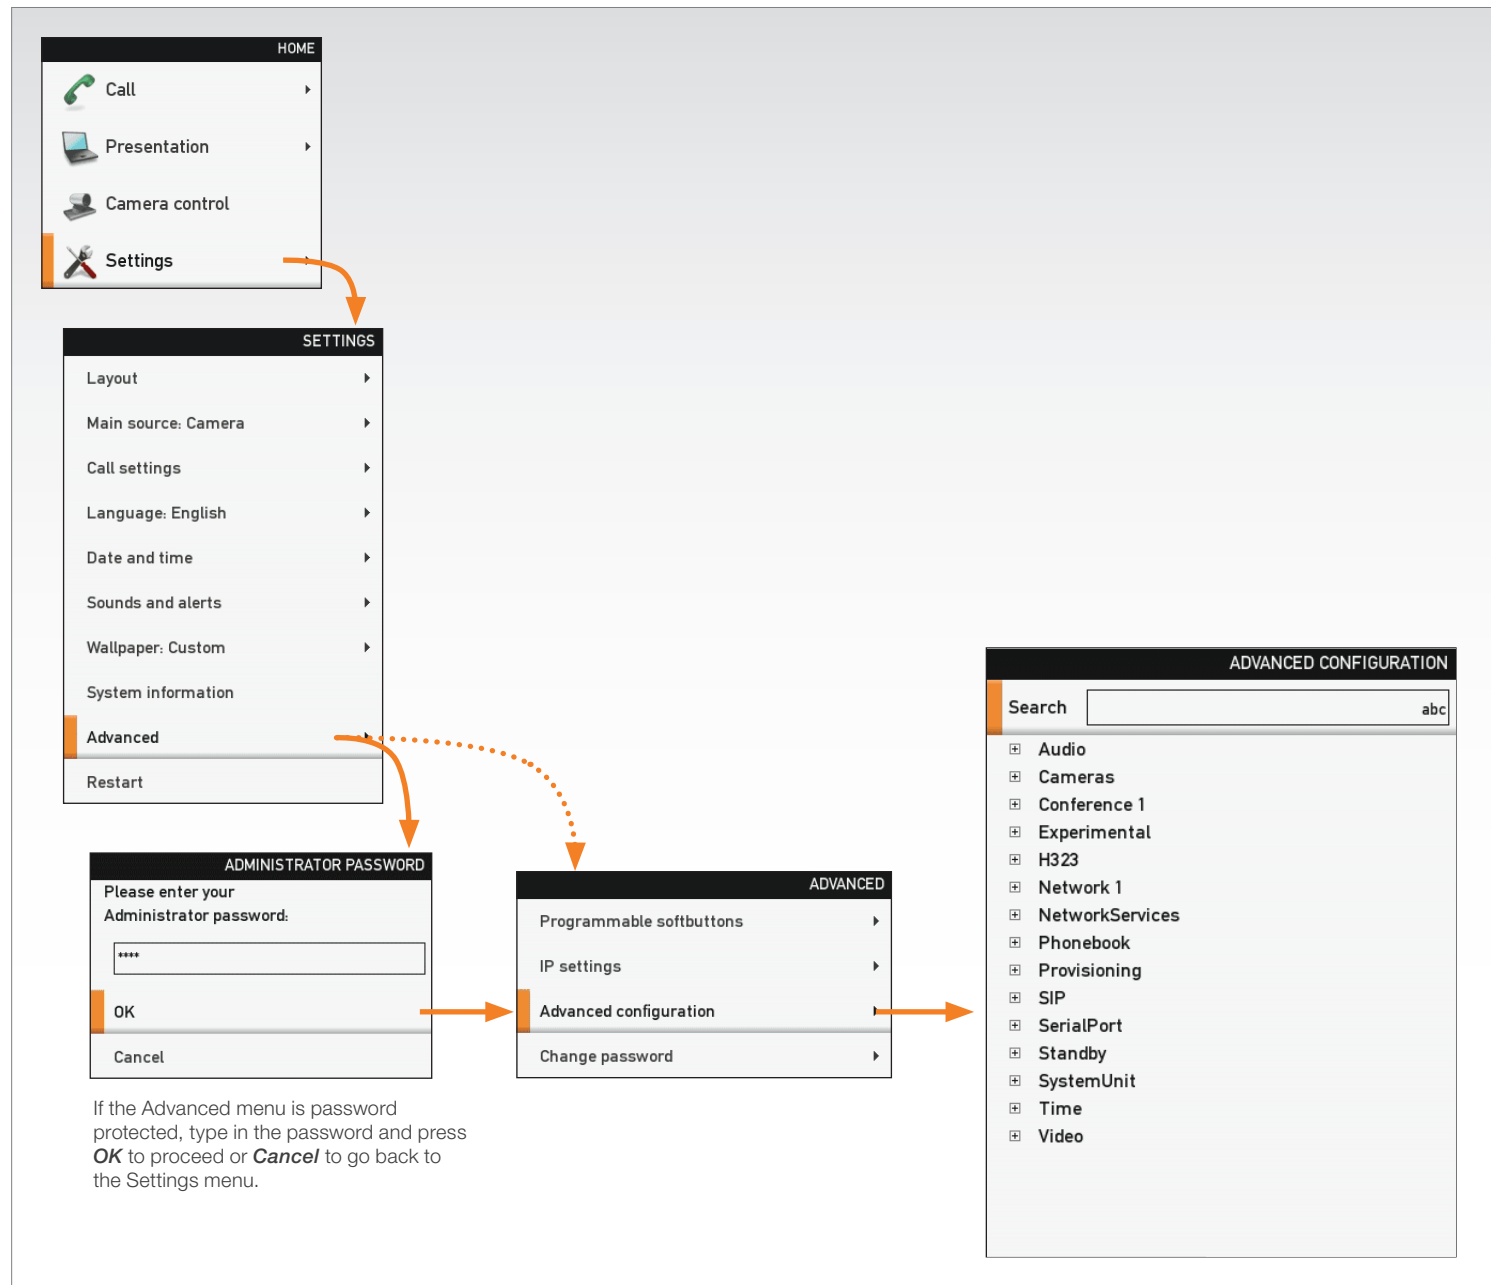 HOME
Call
Presentation
Camera control
Settings
SETTINGS
Layout
Main source: Camera
Call settings
Language: English
Date and time
Sounds and alerts
Wallpaper: Custom
System information
Advanced
Restart
ADMINISTRATOR PASSWORD
Please enter your
Administrator password:
****
OK
Cancel
If the Advanced menu is password
protected, type in the password and press
OK to proceed or Cancel to go back to
the Settings menu.
ADVANCED
Programmable softbuttons
IP settings
Advanced configuration
Change password
ADVANCED CONFIGURATION
Search
abc
Audio
Cameras
Conference 1
Experimental
H323
Network 1
NetworkServices
Phonebook
Provisioning
SIP
SerialPort
Standby
SystemUnit
Time
Video